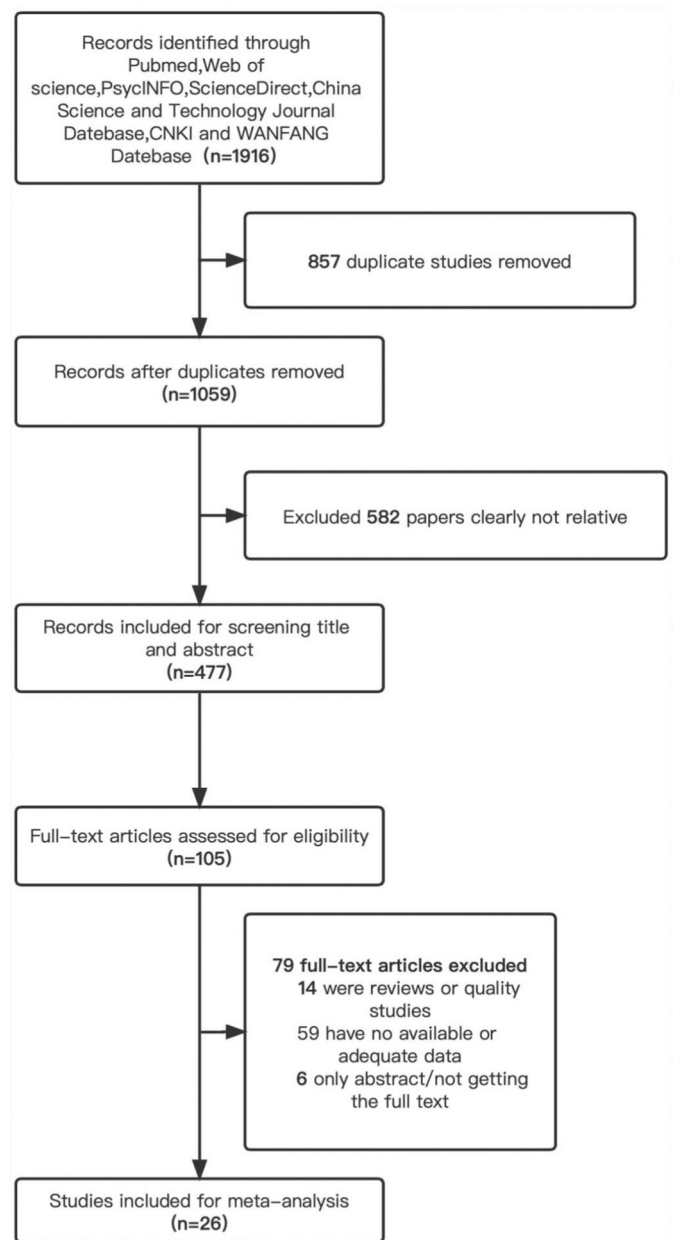 Records identified through
Pubmed,Web of
science,PsycINFO,ScienceDirect,China
Science and Technology Journal
Datebase,CNKI and WANFANG
Datebase (n=1916)
857 duplicate studies removed
Records after duplicates removed
(n=1059)
Excluded 582 papers clearly not relative
Records included for screening title
and abstract
(n=477)
Full-text articles assessed for eligibility
(n=105)
79 full-text articles excluded
14 were reviews or quality
studies
59 have no available or
adequate data
6 only abstract/not getting
the full text
Studies included for meta-analysis
(n=26)